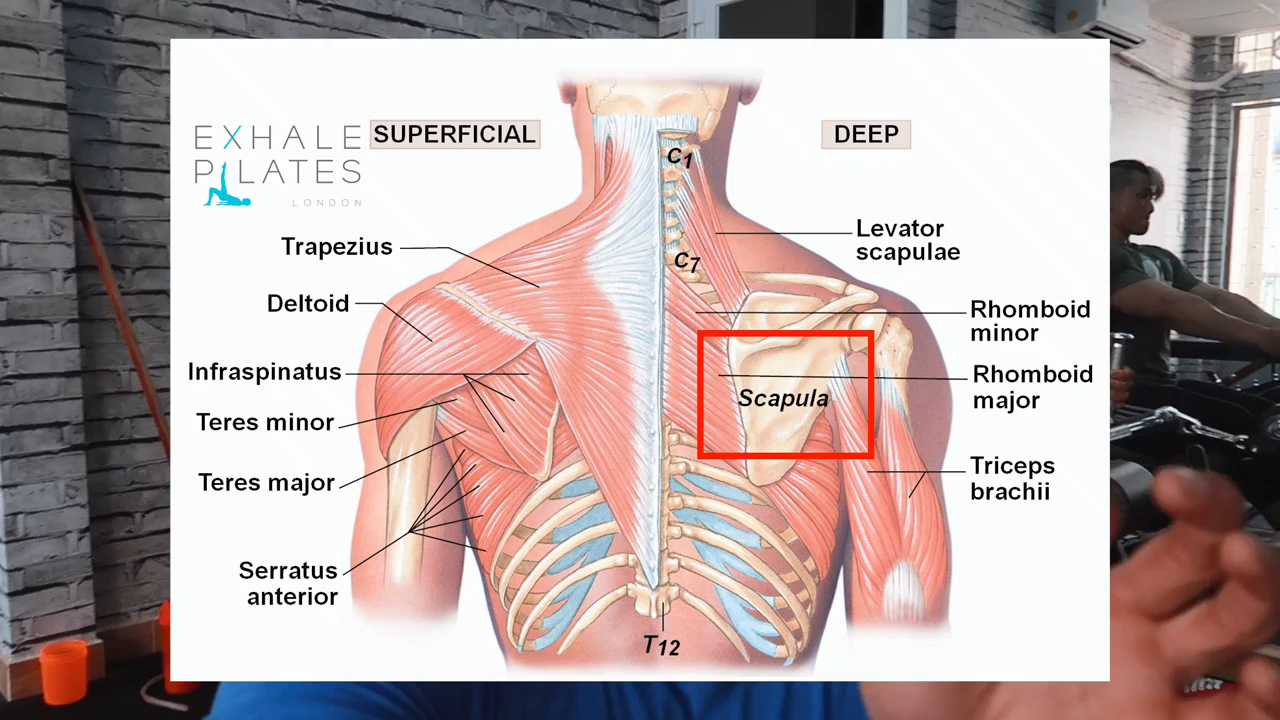 EXHALE
PILATES
LONDON
SUPERFICIAL
DEEP
C1
C7
Trapezius
Deltoid
Infraspinatus
Teres minor
Teres major
Serratus
anterior
Levator
scapulae
Rhomboid
minor
Rhomboid
major
Scapula
Triceps
brachii
T12